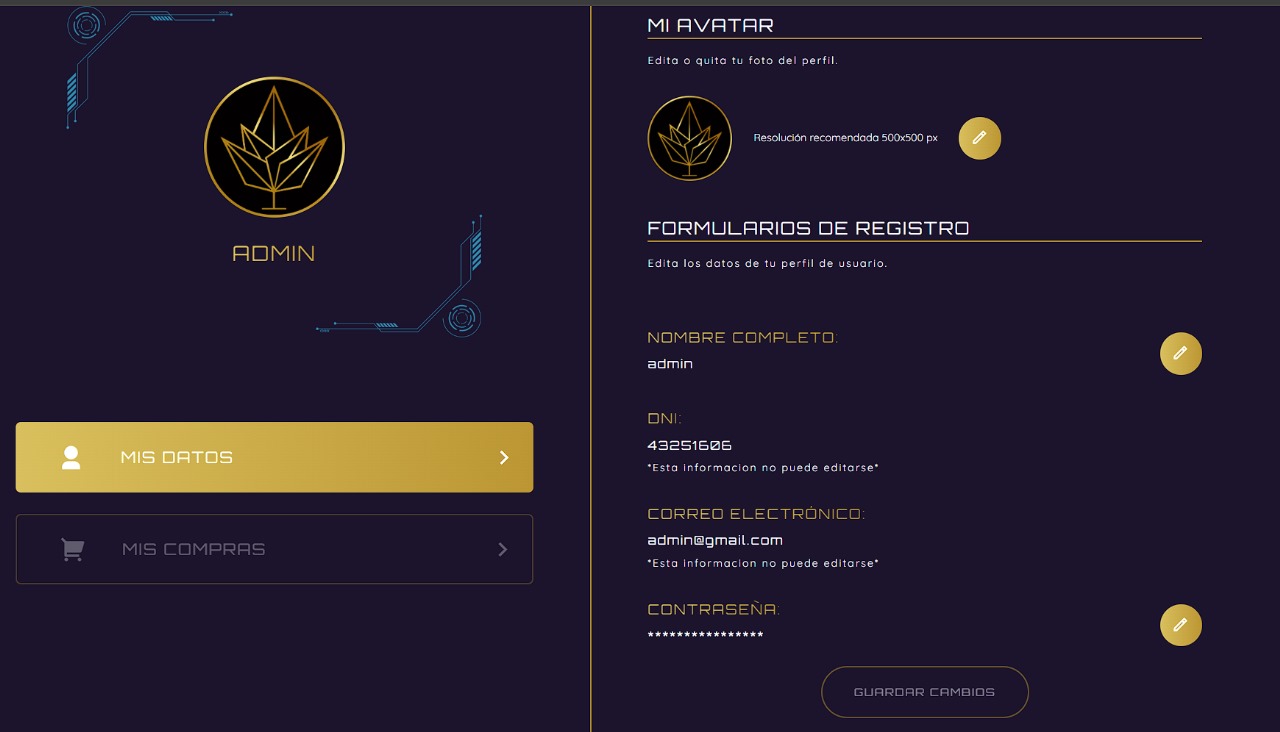 ADMIN
MIS DATOS
MIS COMPRAS
MI AVATAR
Edita o quita tu foto del perfil.
Resolución recomendada 500x500 px
FORMULARIOS DE REGISTRO
Edita los datos de tu perfil de usuario.
NOMBRE COMPLETO:
admin
DNI:
43251606
*Esta informacion no puede editarse*
CORREO ELECTRÓNICO:
admin@gmail.com
*Esta informacion no puede editarse*
CONTRASEÑA:
****************
GUARDAR CAMBIOS